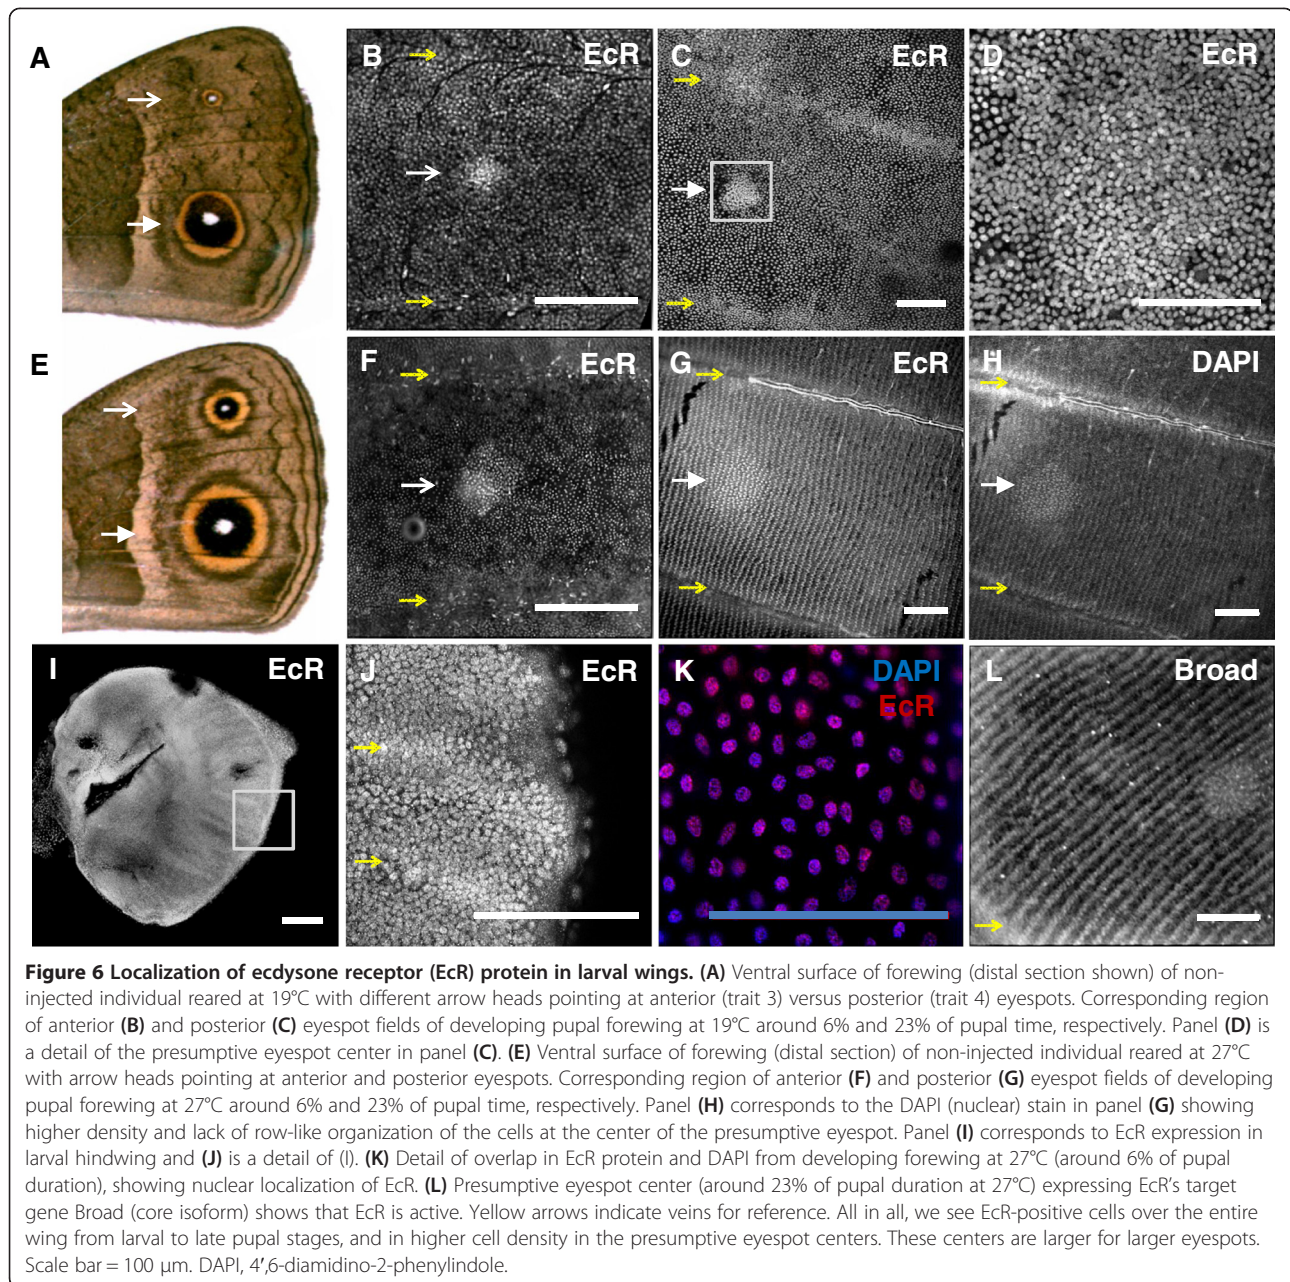 A
B
EcR
C
EcR
D
EcR
E
F
EcR
G
EcR
H
DAPI
I
EcR
J
EcR
K
DAPI
EcR
L
Broad
Figure 6 Localization of ecdysone receptor (EcR) protein in larval wings. (A) Ventral surface of forewing (distal section shown) of non-
injected individual reared at 19°C with different arrow heads pointing at anterior (trait 3) versus posterior (trait 4) eyespots. Corresponding region
of anterior (B) and posterior (C) eyespot fields of developing pupal forewing at 19°C around 6% and 23% of pupal time, respectively. Panel (D) is
a detail of the presumptive eyespot center in panel (C). (E) Ventral surface of forewing (distal section) of non-injected individual reared at 27°C
with arrow heads pointing at anterior and posterior eyespots. Corresponding region of anterior (F) and posterior (G) eyespot fields of developing
pupal forewing at 27°C around 6% and 23% of pupal time, respectively. Panel (H) corresponds to the DAPI (nuclear) stain in panel (G) showing
higher density and lack of row-like organization of the cells at the center of the presumptive eyespot. Panel (I) corresponds to EcR expression in
larval hindwing and (J) is a detail of (I). (K) Detail of overlap in EcR protein and DAPI from developing forewing at 27°C (around 6% of pupal
duration), showing nuclear localization of EcR. (L) Presumptive eyespot center (around 23% of pupal duration at 27°C) expressing EcR's target
gene Broad (core isoform) shows that EcR is active. Yellow arrows indicate veins for reference. All in all, we see EcR-positive cells over the entire
wing from larval to late pupal stages, and in higher cell density in the presumptive eyespot centers. These centers are larger for larger eyespots.
Scale bar = 100 μm. DAPI, 4′,6-diamidino-2-phenylindole.